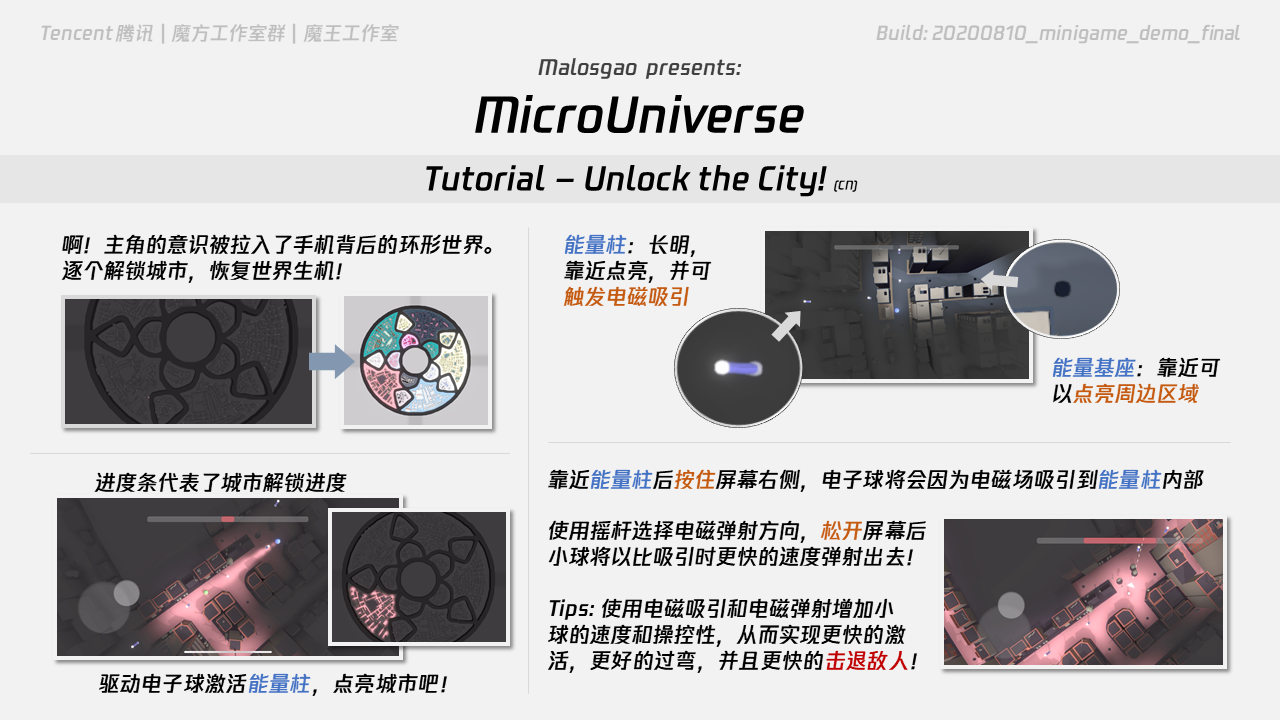 Tencent腾讯 | 魔方工作室群 | 魔王工作室
Build: 20200810_minigame_demo_final
Malosgao presents:
MicroUniverse
Tutorial – Unlock the City! (CN)
啊！主角的意识被拉入了手机背后的环形世界。
逐个解锁城市，恢复世界生机！
进度条代表了城市解锁进度
驱动电子球激活能量柱，点亮城市吧！
能量柱：长明，
靠近点亮，并可
触发电磁吸引
能量基座：靠近可
以点亮周边区域
靠近能量柱后按住屏幕右侧，电子球将会因为电磁场吸引到能量柱内部
使用摇杆选择电磁弹射方向，松开屏幕后
小球将以比吸引时更快的速度弹射出去！
Tips: 使用电磁吸引和电磁弹射增加小
球的速度和操控性，从而实现更快的激
活，更好的过弯，并且更快的击退敌人！